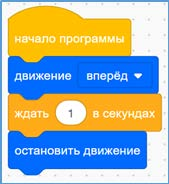 начало программы
движение вперёд
ждать 1 в секундах
остановить движение